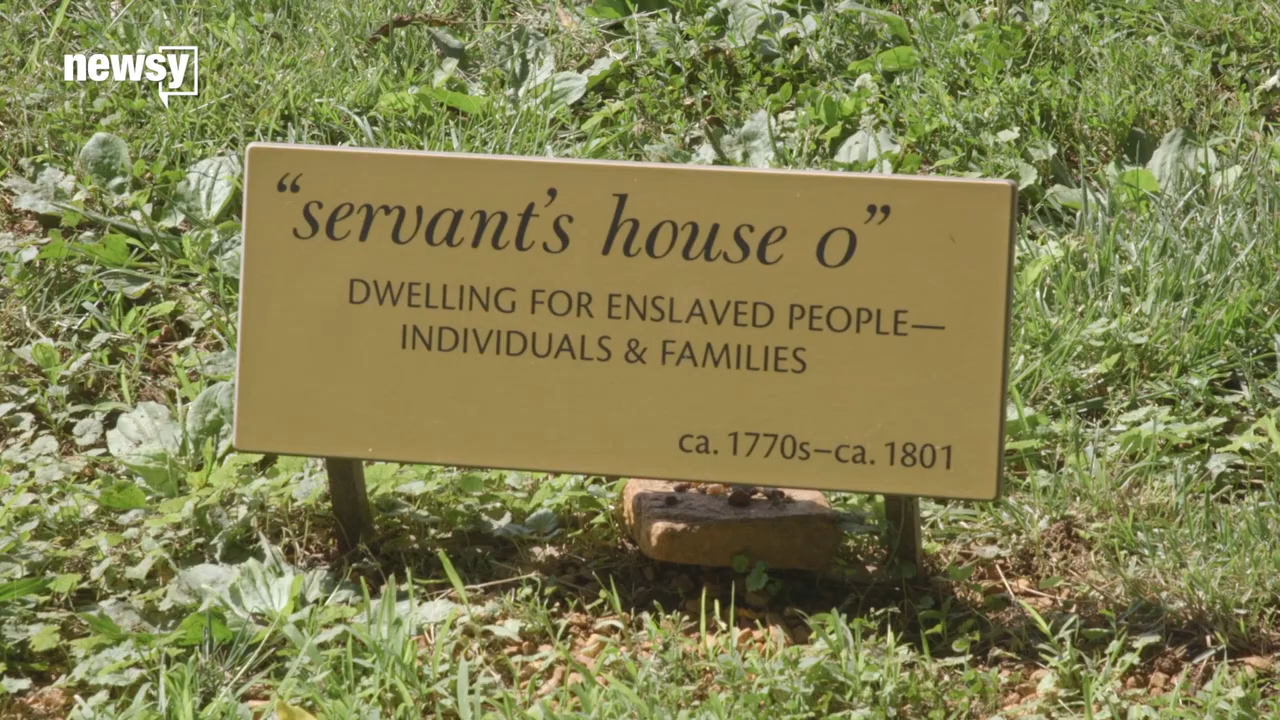 newsy
“servant’s house o”
DWELLING FOR ENSLAVED PEOPLE—
INDIVIDUALS & FAMILIES
ca. 1770s–ca. 1801